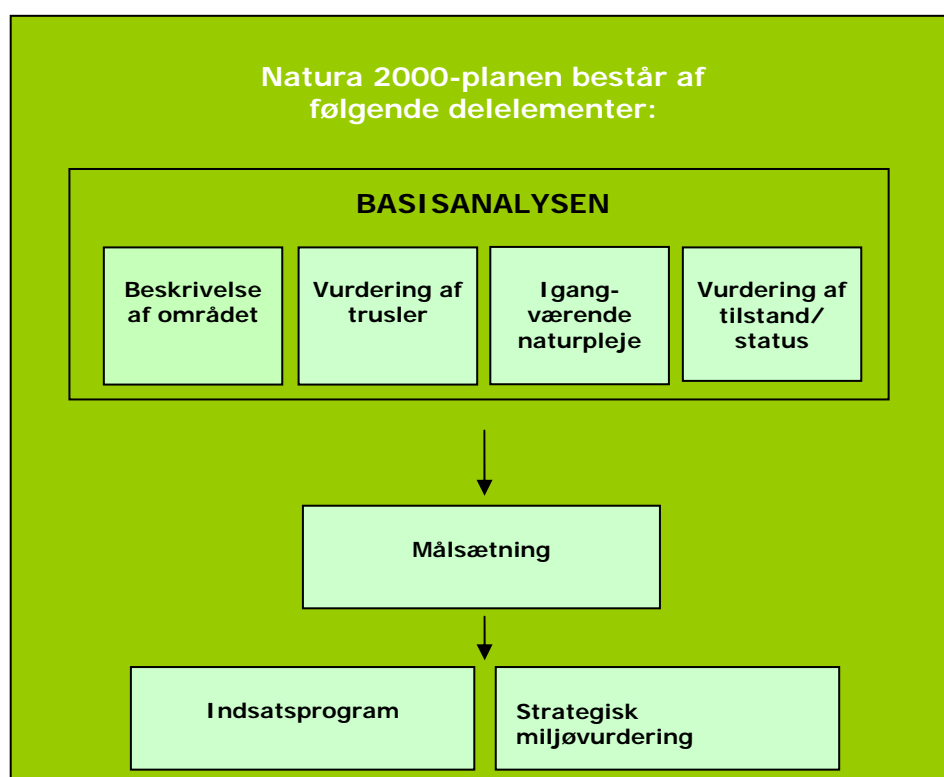 Natura 2000-planen består af
følgende delelementer:
BASISANALYSEN
Beskrivelse
af området
Vurdering af
trusler
Igang-
værende
naturpleje
Vurdering af
tilstand/
status
Målsætning
Indsatsprogram
Strategisk
miljøvurdering